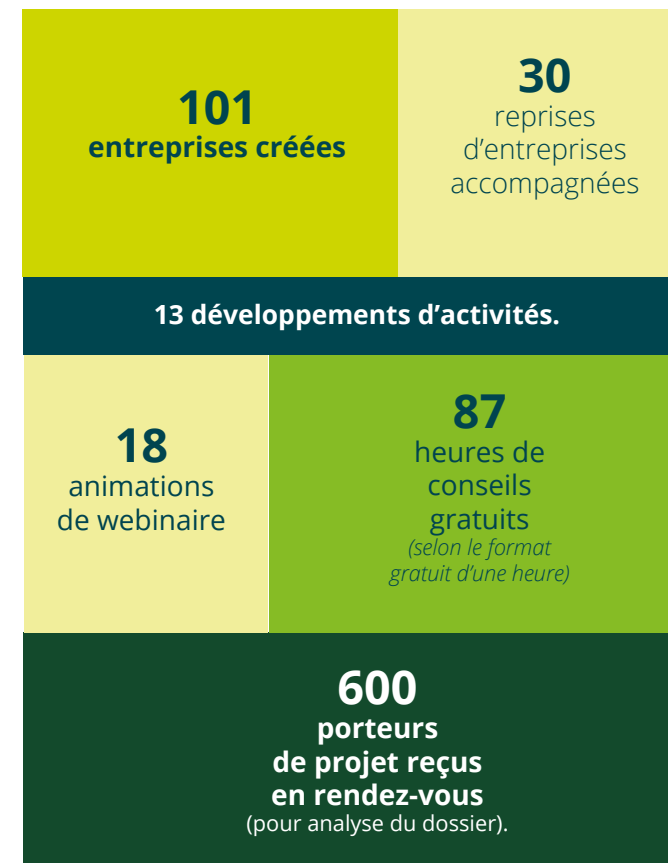 101
entreprises créées
30
reprises
d’entreprises
accompagnées
13 développements d’activités.
18
animations
de webinaire
87
heures de
conseils
gratuits
(selon le format
gratuit d’une heure)
600
porteurs
de projet reçus
en rendez-vous
(pour analyse du dossier).